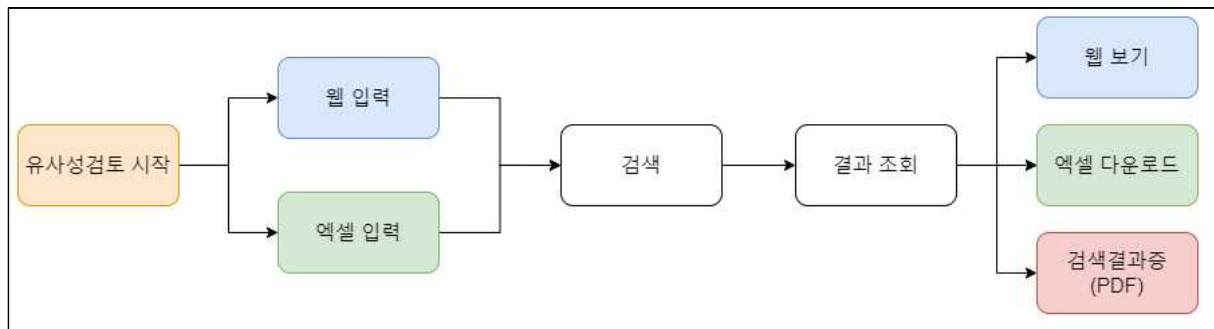 유사성검토 시작
웹 입력
엑셀 입력
검색
결과 조회
웹 보기
엑셀 다운로드
검색결과증
(PDF)